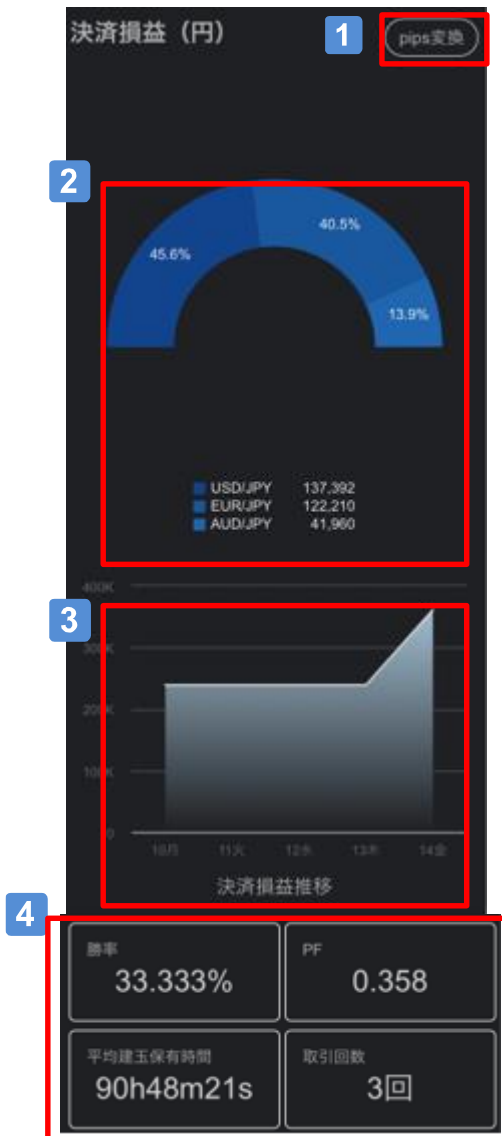 決済損益（円）
1
pips変換
2
40.5%
45.6%
13.9%
USD/JPY 137,392
EUR/JPY 122,210
AUD/JPY 41,960
400K
3
300K
200K
100K
0
10月 11火 12水 13木 14金
決済損益推移
4
勝率
33.333%
PF
0.358
平均建玉保有時間
90h48m21s
取引回数
3回